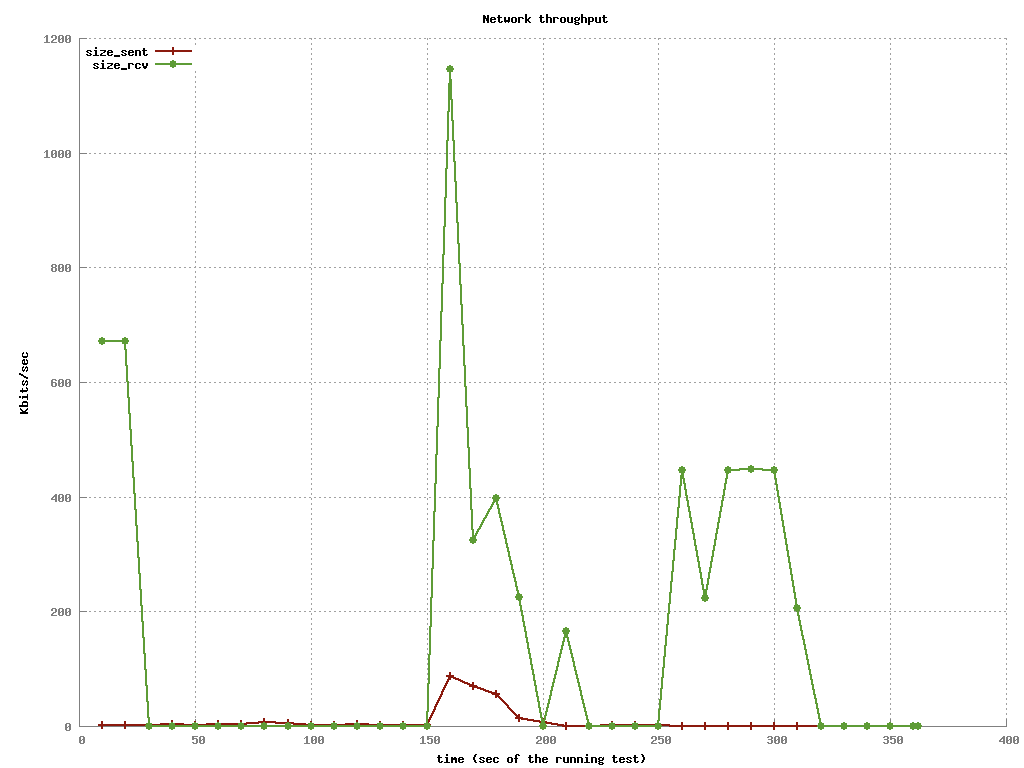 Network throughput
size_sent
size_rcv
1200
1000
800
600
400
200
0
Kbits/sec
0 50 100 150 200 250 300 350 400
time (sec of the running test)